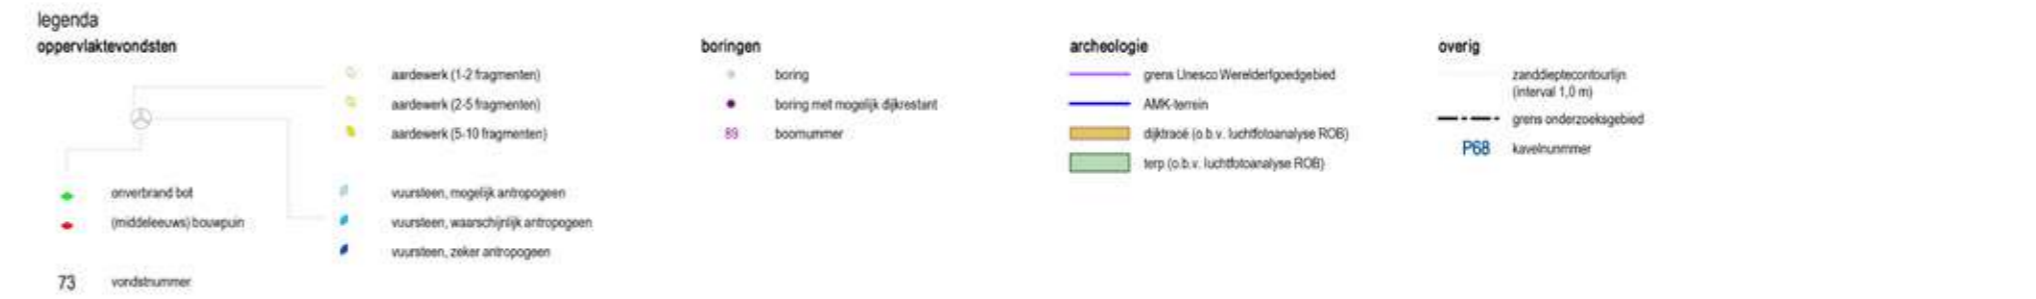 legenda
oppervlaktevondsten
aardewerk (1-2 fragmenten)
aardewerk (2-5 fragmenten)
aardewerk (5-10 fragmenten)
onverbrand bot
(middeleeuws) bouwpuin
vuursteen, mogelijk antropogeen
vuursteen, waarschijnlijk antropogeen
vuursteen, zeker antropogeen
73 vondstnummer
boringen
boring
boring met mogelijk dijkrestant
89 boornummer
archeologie
grens Unesco Werelderfgoedgebied
AMK-terrein
dijktracé (o.b.v. luchtfotoanalyse ROB)
terp (o.b.v. luchtfotoanalyse ROB)
overig
zanddieptecontourlijn
(interval 1,0 m)
grens onderzoeksgebied
P68 kavelnunmmer